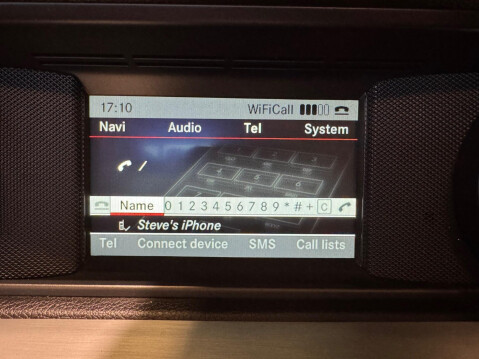 17:10 WiFiCall
Navi Audio Tel System
/
Name 0 1 2 3 4 5 6 7 8 9 * # + C
Steve's iPhone
Tel Connect device SMS Call lists